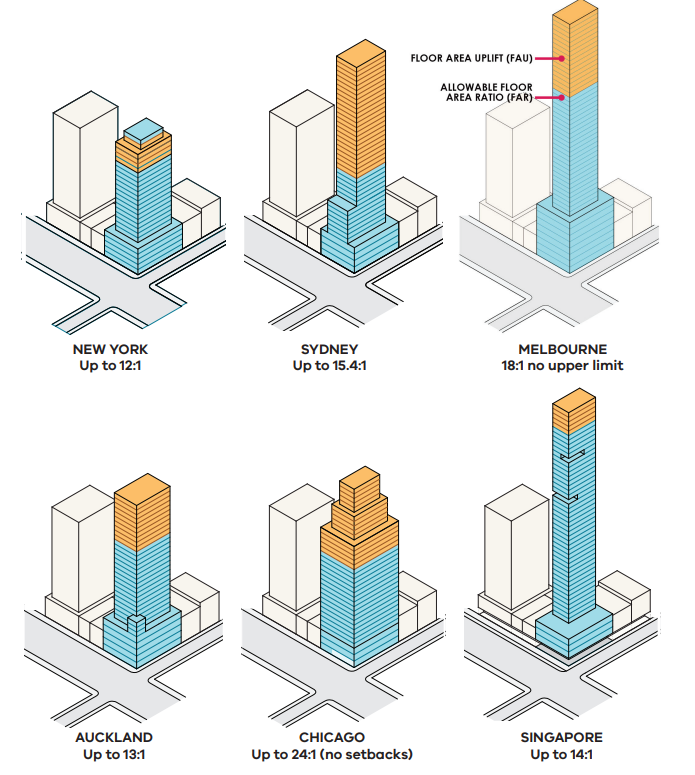 FLOOR AREA UPLIFT (FAU)
ALLOWABLE FLOOR
AREA RATIO (FAR)
NEW YORK
Up to 12:1
SYDNEY
Up to 15.4:1
MELBOURNE
18:1 no upper limit
AUCKLAND
Up to 13:1
CHICAGO
Up to 24:1 (no setbacks)
SINGAPORE
Up to 14:1